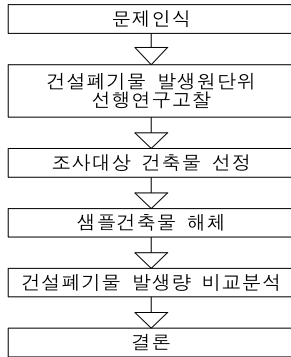 문제인식
건설폐기물 발생원단위
선행연구고찰
조사대상 건축물 선정
샘플건축물 해체
건설폐기물 발생량 비교분석
결론